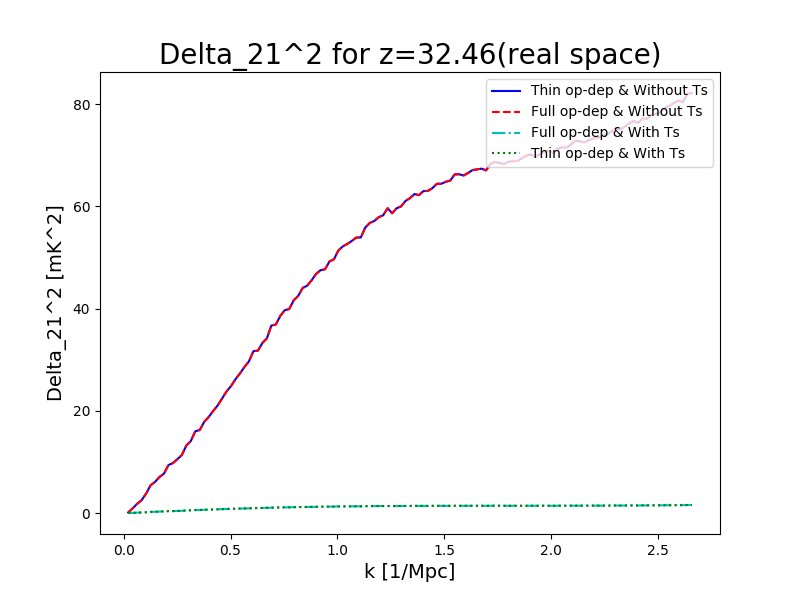 Delta_21^2 for z=32.46(real space)
Thin op-dep & Without Ts
Full op-dep & Without Ts
Full op-dep & With Ts
Thin op-dep & With Ts
Delta_21^2 [mK^2]
80
60
40
20
0
0.0 0.5 1.0 1.5 2.0 2.5
k [1/Mpc]